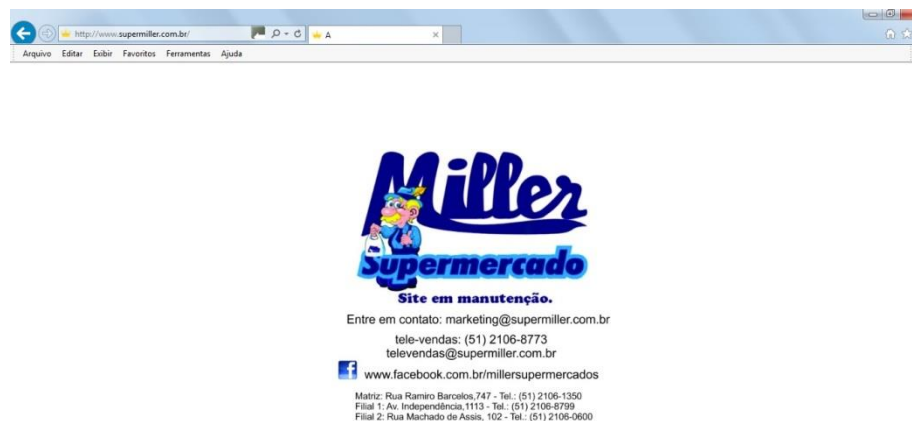 http://www.supermiller.com.br/
A
Arquivo Editar Exibir Favoritos Ferramentas Ajuda
Miller
Supermercado
Site em manutenção.
Entre em contato: marketing@supermiller.com.br
tele-vendas: (51) 2106-8773
televendas@supermiller.com.br
www.facebook.com.br/millersupermercados
Matriz: Rua Ramiro Barcelos,747 - Tel.: (51) 2106-1350
Filial 1: Av. Independência,1113 - Tel.: (51) 2106-8799
Filial 2: Rua Machado de Assis, 102 - Tel.: (51) 2106-0600